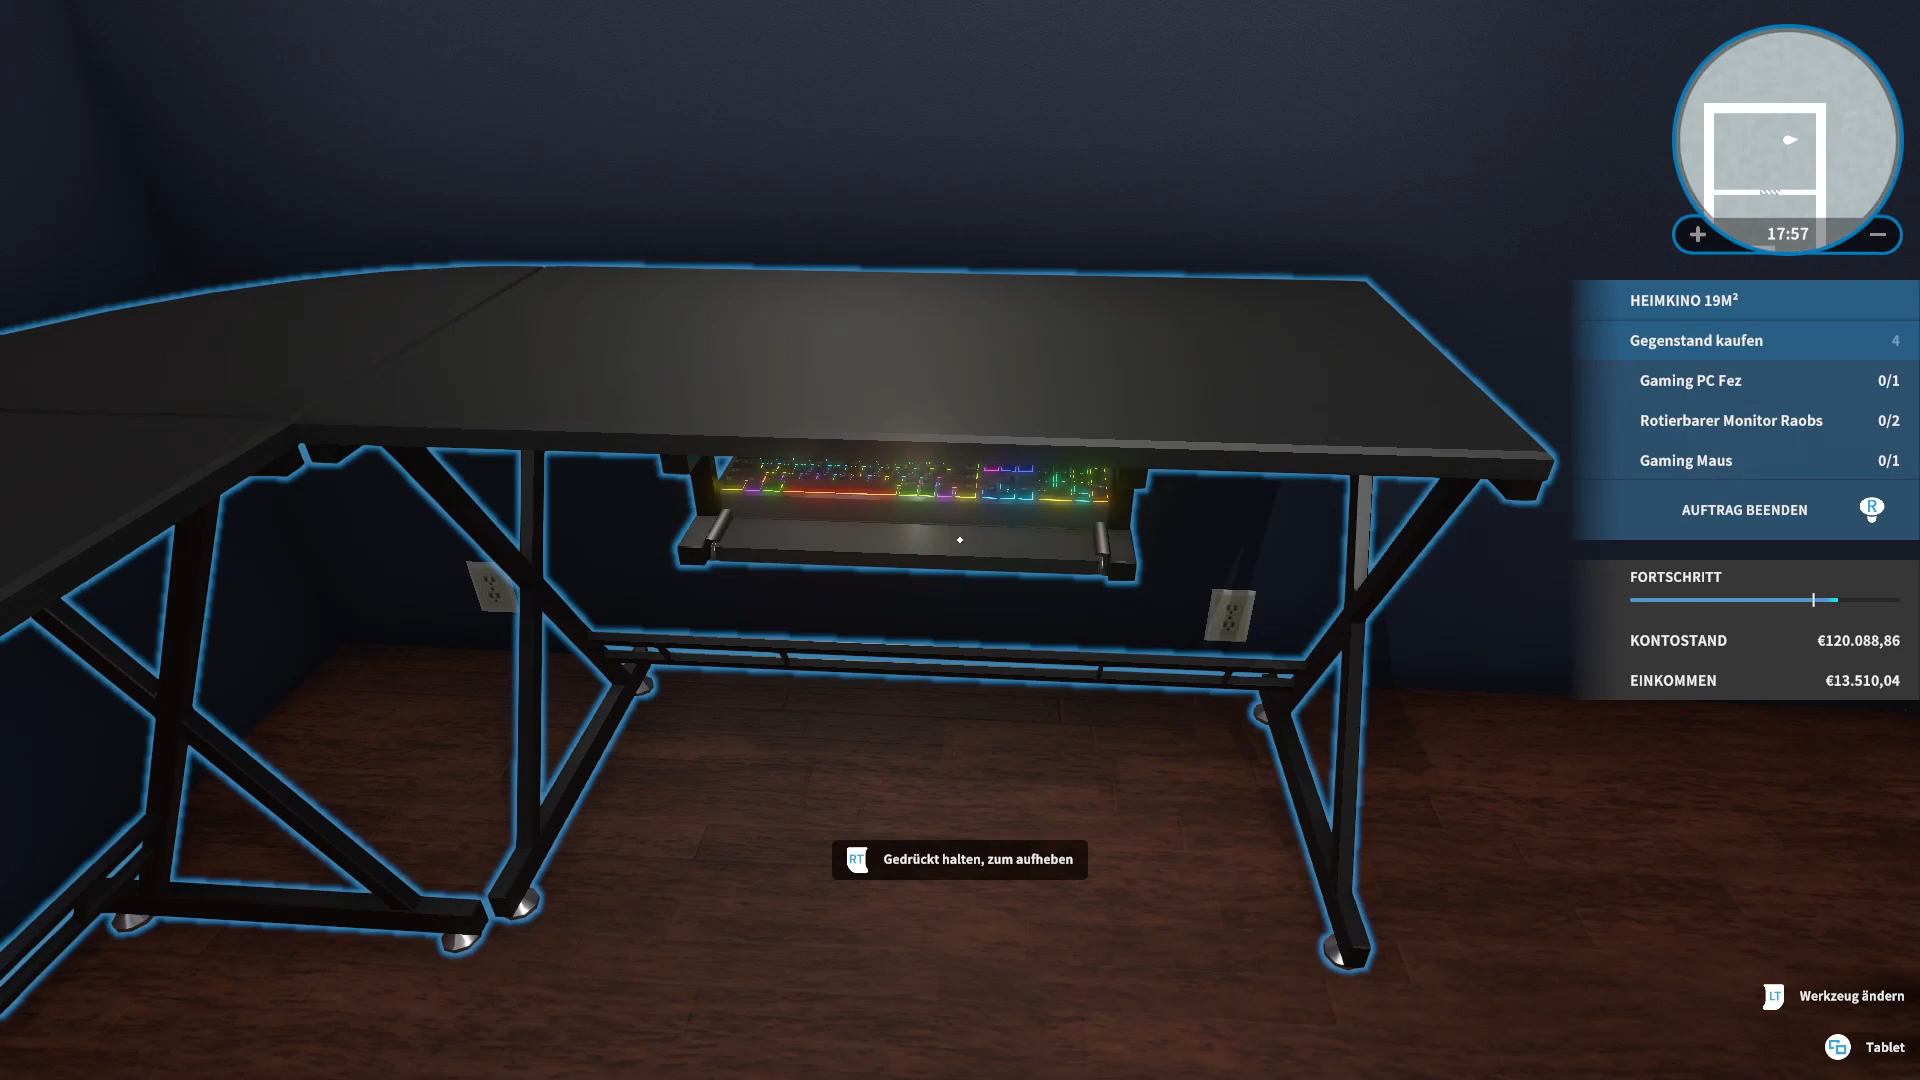 17:57
HEIMKINO 19M²
Gegenstand kaufen 4
Gaming PC Fez 0/1
Rotierbarer Monitor Raobs 0/2
Gaming Maus 0/1
AUFTRAG BEENDEN R
FORTSCHRITT
KONTOSTAND €120.088,86
EINKOMMEN €13.510,04
RT Gedrückt halten, zum aufheben
LT Werkzeug ändern
Tablet